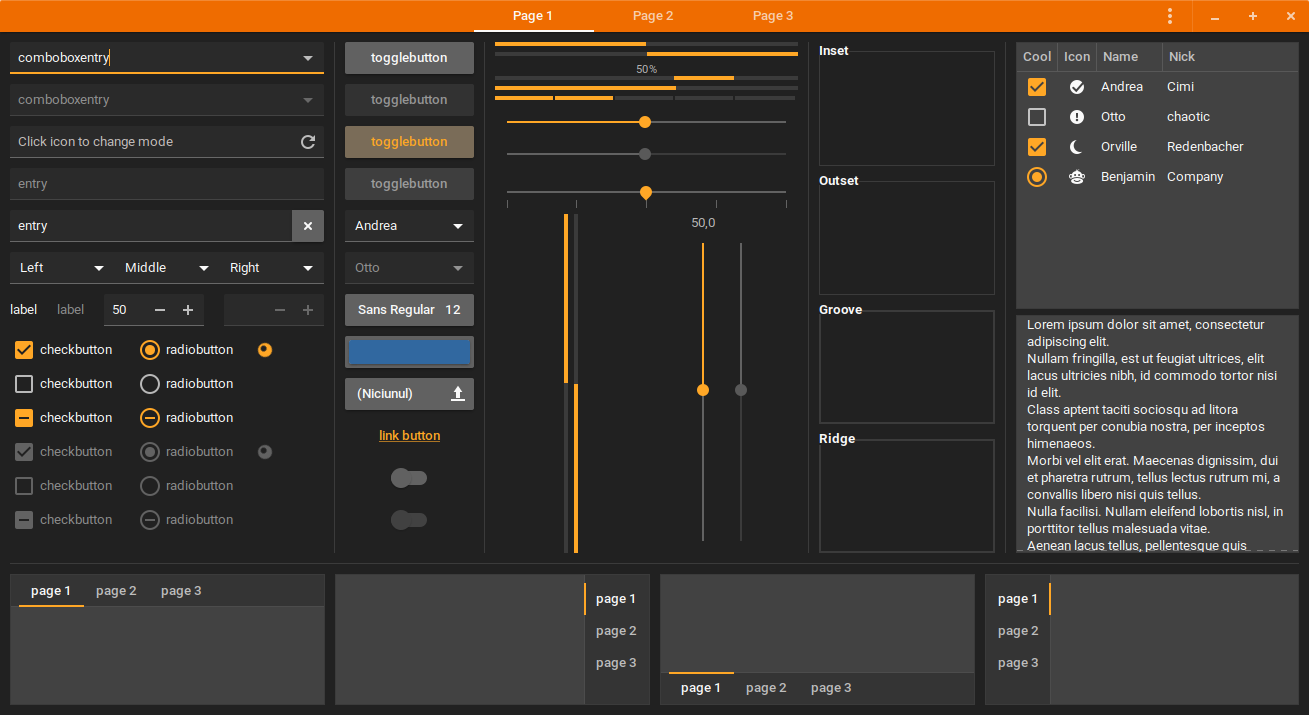 Page 1 Page 2 Page 3
comboboxentry
comboboxentry
Click icon to change mode
entry
entry
Left Middle Right
label label 50
checkbutton radiobutton
checkbutton radiobutton
checkbutton radiobutton
checkbutton radiobutton
checkbutton radiobutton
checkbutton radiobutton
togglebutton
togglebutton
togglebutton
togglebutton
Andrea
Otto
Sans Regular 12
(Niciunul)
link button
50%
50,0
Inset
Outset
Groove
Ridge
Cool Icon Name Nick
Andrea Cimi
Otto chaotic
Orville Redenbacher
Benjamin Company
Lorem ipsum dolor sit amet, consectetur
adipiscing elit.
Nullam fringilla, est ut feugiat ultrices, elit
lacus ultricies nibh, id commodo tortor nisi
id elit.
Class aptent taciti sociosqu ad litora
torquent per conubia nostra, per inceptos
himenaeos.
Morbi vel elit erat. Maecenas dignissim, dui
et pharetra rutrum, tellus lectus rutrum mi, a
convallis libero nisi quis tellus.
Nulla facilisi. Nullam eleifend lobortis nisl, in
porttitor tellus malesuada vitae.
Aenean lacus tellus, pellentesque quis
page 1 page 2 page 3
page 1
page 2
page 3
page 1 page 2 page 3
page 1
page 2
page 3